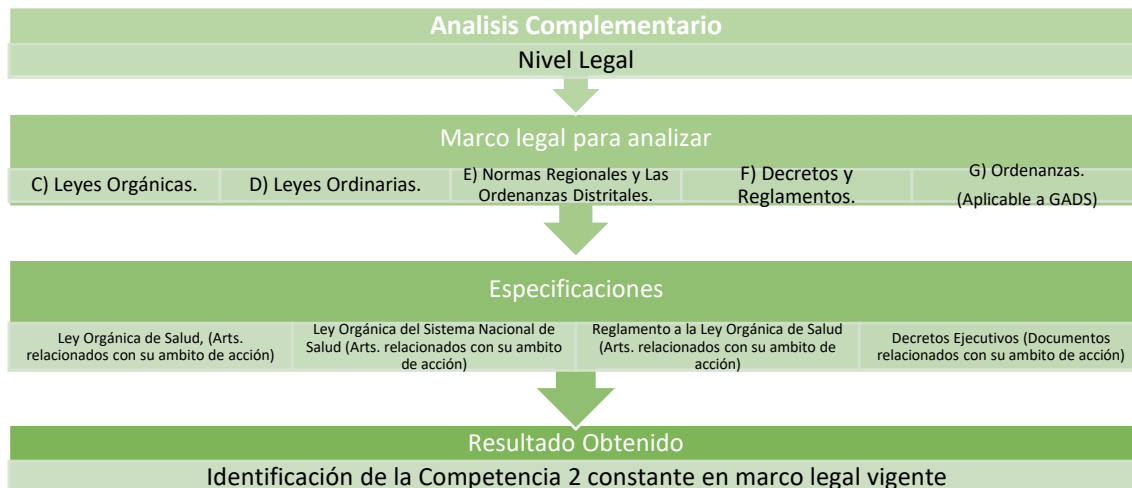 Analisis Complementario
Nivel Legal
Marco legal para analizar
C) Leyes Orgánicas.
D) Leyes Ordinarias.
E) Normas Regionales y Las
Ordenanzas Distritales.
F) Decretos y
Reglamentos.
G) Ordenanzas.
(Aplicable a GADS)
Especificaciones
Ley Orgánica de Salud, (Arts.
relacionados con su ambito de acción)
Ley Orgánica del Sistema Nacional de
Salud (Arts. relacionados con su ambito
de acción)
Reglamento a la Ley Orgánica de Salud
(Arts. relacionados con su ambito de
acción)
Decretos Ejecutivos (Documentos
relacionados con su ambito de acción)
Resultado Obtenido
Identificación de la Competencia 2 constante en marco legal vigente